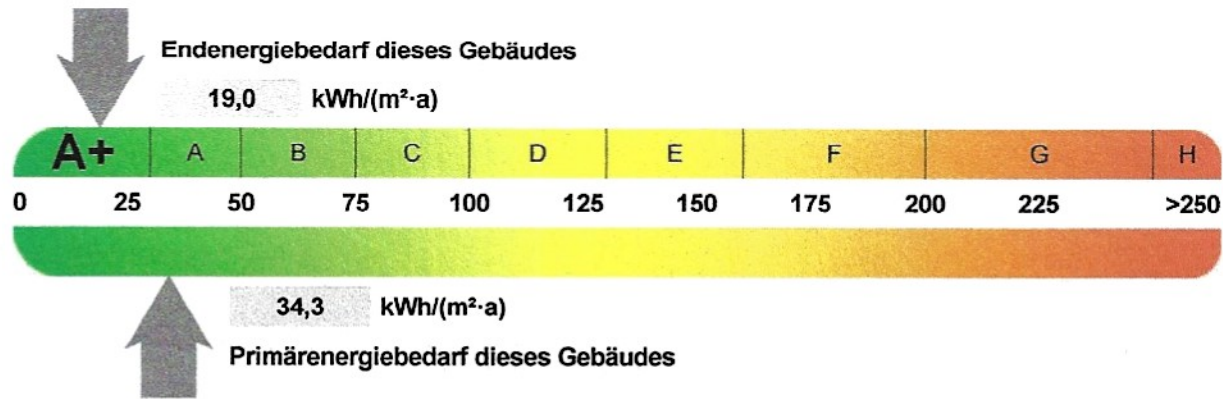 Endenergiebedarf dieses Gebäudes
19,0 kWh/(m²·a)
A+ A B C D E F G H
0 25 50 75 100 125 150 175 200 225 >250
34,3 kWh/(m²·a)
Primärenergiebedarf dieses Gebäudes